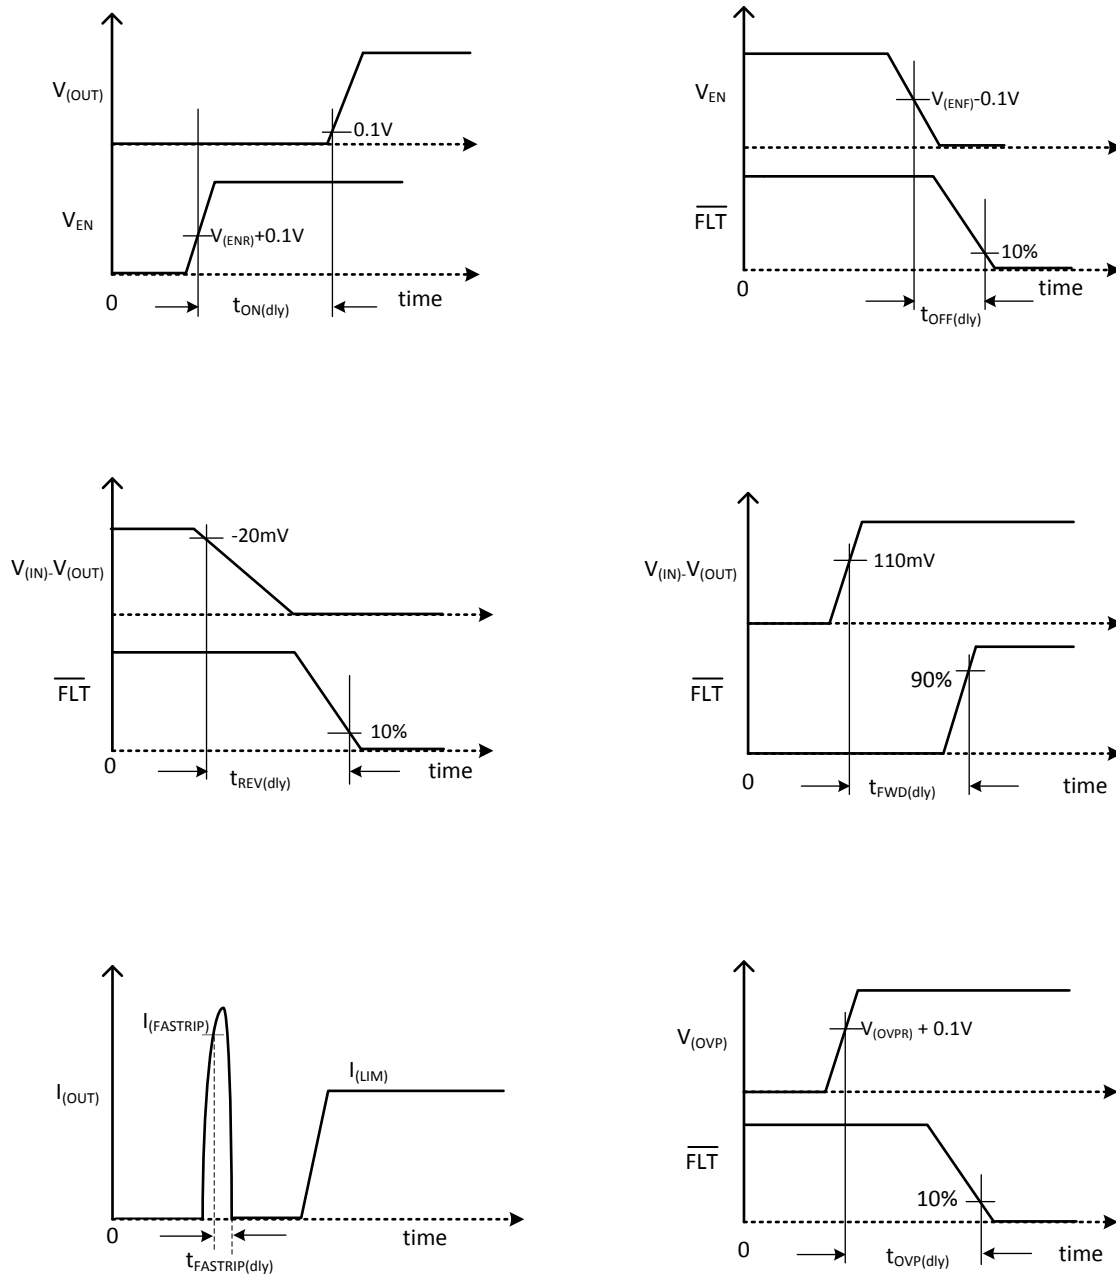 V(OUT)
0.1V
VEN
V(ENR)+0.1V
0
tON(dly)
time
VEN
V(ENF)-0.1V
FLT
10%
0
tOFF(dly)
time
V(IN)-V(OUT)
-20mV
FLT
10%
0
tREV(dly)
time
V(IN)-V(OUT)
110mV
FLT
90%
0
tFWD(dly)
time
I(FASTRIP)
I(OUT)
I(LIM)
0
tFASTRIP(dly)
time
V(OVP)
V(OVPR) + 0.1V
FLT
10%
0
tOVP(dly)
time